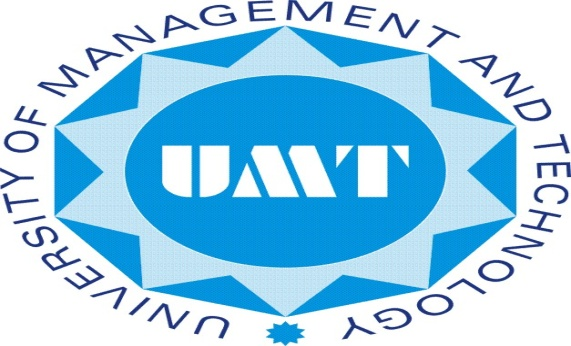 UNIVERSITY OF MANAGEMENT AND TECHNOLOGY
UMT